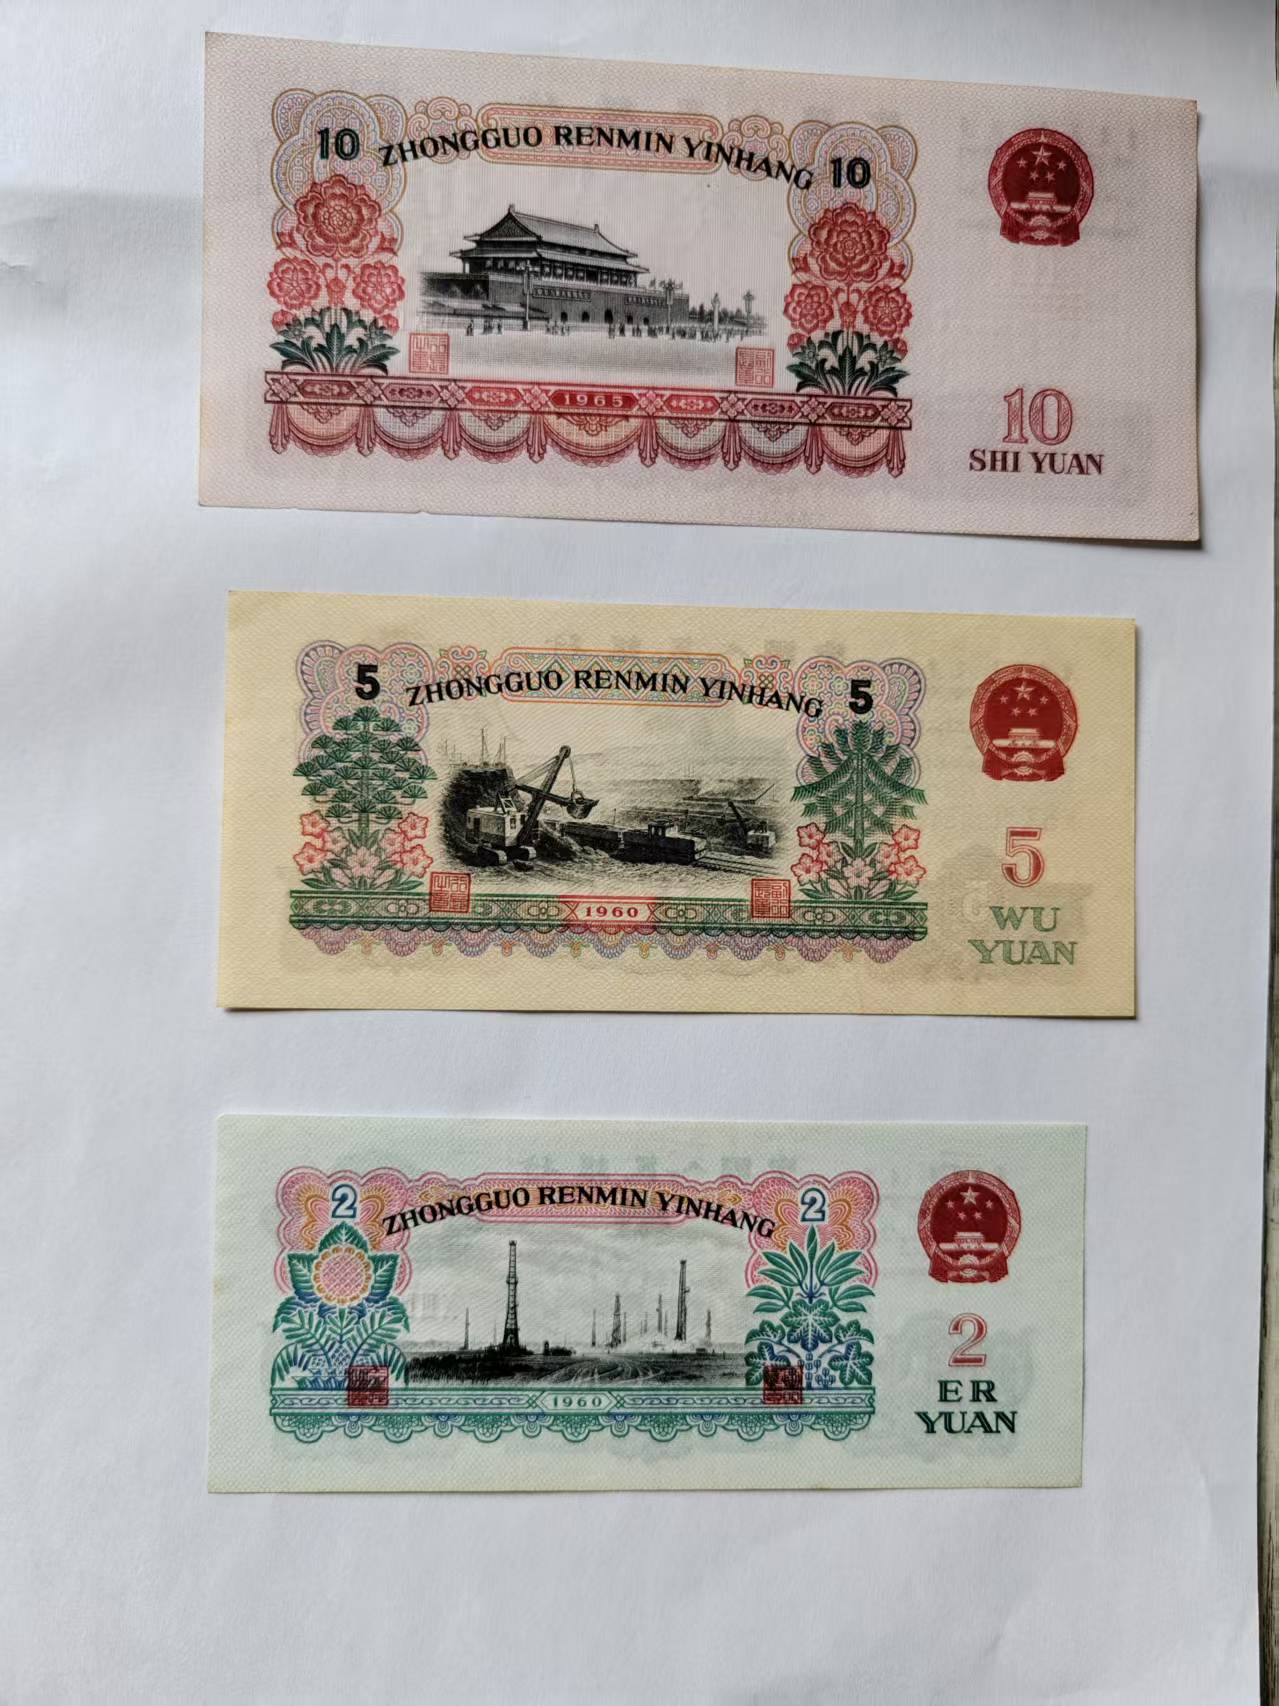 10 ZHONGGUO RENMIN YINHANG 10
1965
10
SHI YUAN
5 ZHONGGUO RENMIN YINHANG 5
1960
5
WU
YUAN
2 ZHONGGUO RENMIN YINHANG 2
1960
2
ER
YUAN